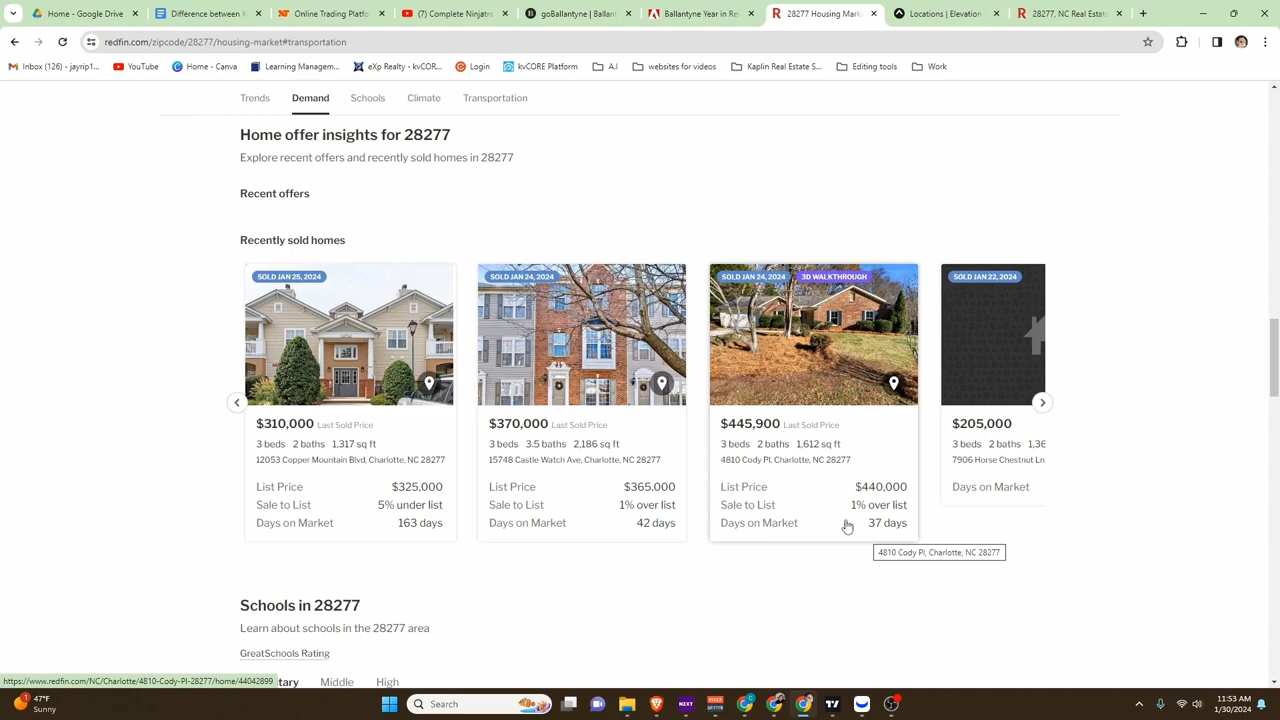 Home - Google Drive
Difference between K
Online Trading Platfo
(7) Complete Ninjatra
goBallantyne | Ballant
Ballantyne Year in Re
28277 Housing Mark
Locations | Elevation
28277, NC Real Estat
redfin.com/zipcode/28277/housing-market#transportation
Inbox (126) - jayrip1...
YouTube
Home - Canva
Learning Managem...
eXp Realty - kvCOR...
Login
kvCORE Platform
A.I
websites for videos
Kaplin Real Estate S...
Editing tools
Work
Trends Demand Schools Climate Transportation
Home offer insights for 28277
Explore recent offers and recently sold homes in 28277
Recent offers
Recently sold homes
SOLD JAN 25, 2024
$310,000 Last Sold Price
3 beds 2 baths 1,317 sq ft
12053 Copper Mountain Blvd, Charlotte, NC 28277
List Price $325,000
Sale to List 5% under list
Days on Market 163 days
SOLD JAN 24, 2024
$370,000 Last Sold Price
3 beds 3.5 baths 2,186 sq ft
15748 Castle Watch Ave, Charlotte, NC 28277
List Price $365,000
Sale to List 1% over list
Days on Market 42 days
SOLD JAN 24, 2024 3D WALKTHROUGH
$445,900 Last Sold Price
3 beds 2 baths 1,612 sq ft
4810 Cody Pl, Charlotte, NC 28277
List Price $440,000
Sale to List 1% over list
Days on Market 37 days
4810 Cody Pl, Charlotte, NC 28277
SOLD JAN 22, 2024
$205,000
3 beds 2 baths 1,36
7906 Horse Chestnut Ln
Days on Market
Schools in 28277
Learn about schools in the 28277 area
GreatSchools Rating
tary Middle High
https://www.redfin.com/NC/Charlotte/4810-Cody-Pl-28277/home/44042899
47°F
Sunny
Search
11:53 AM
1/30/2024